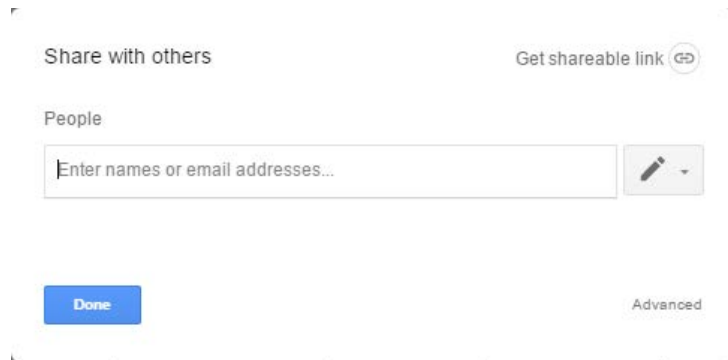 Share with others
Get shareable link
People
Enter names or email addresses...
Done
Advanced